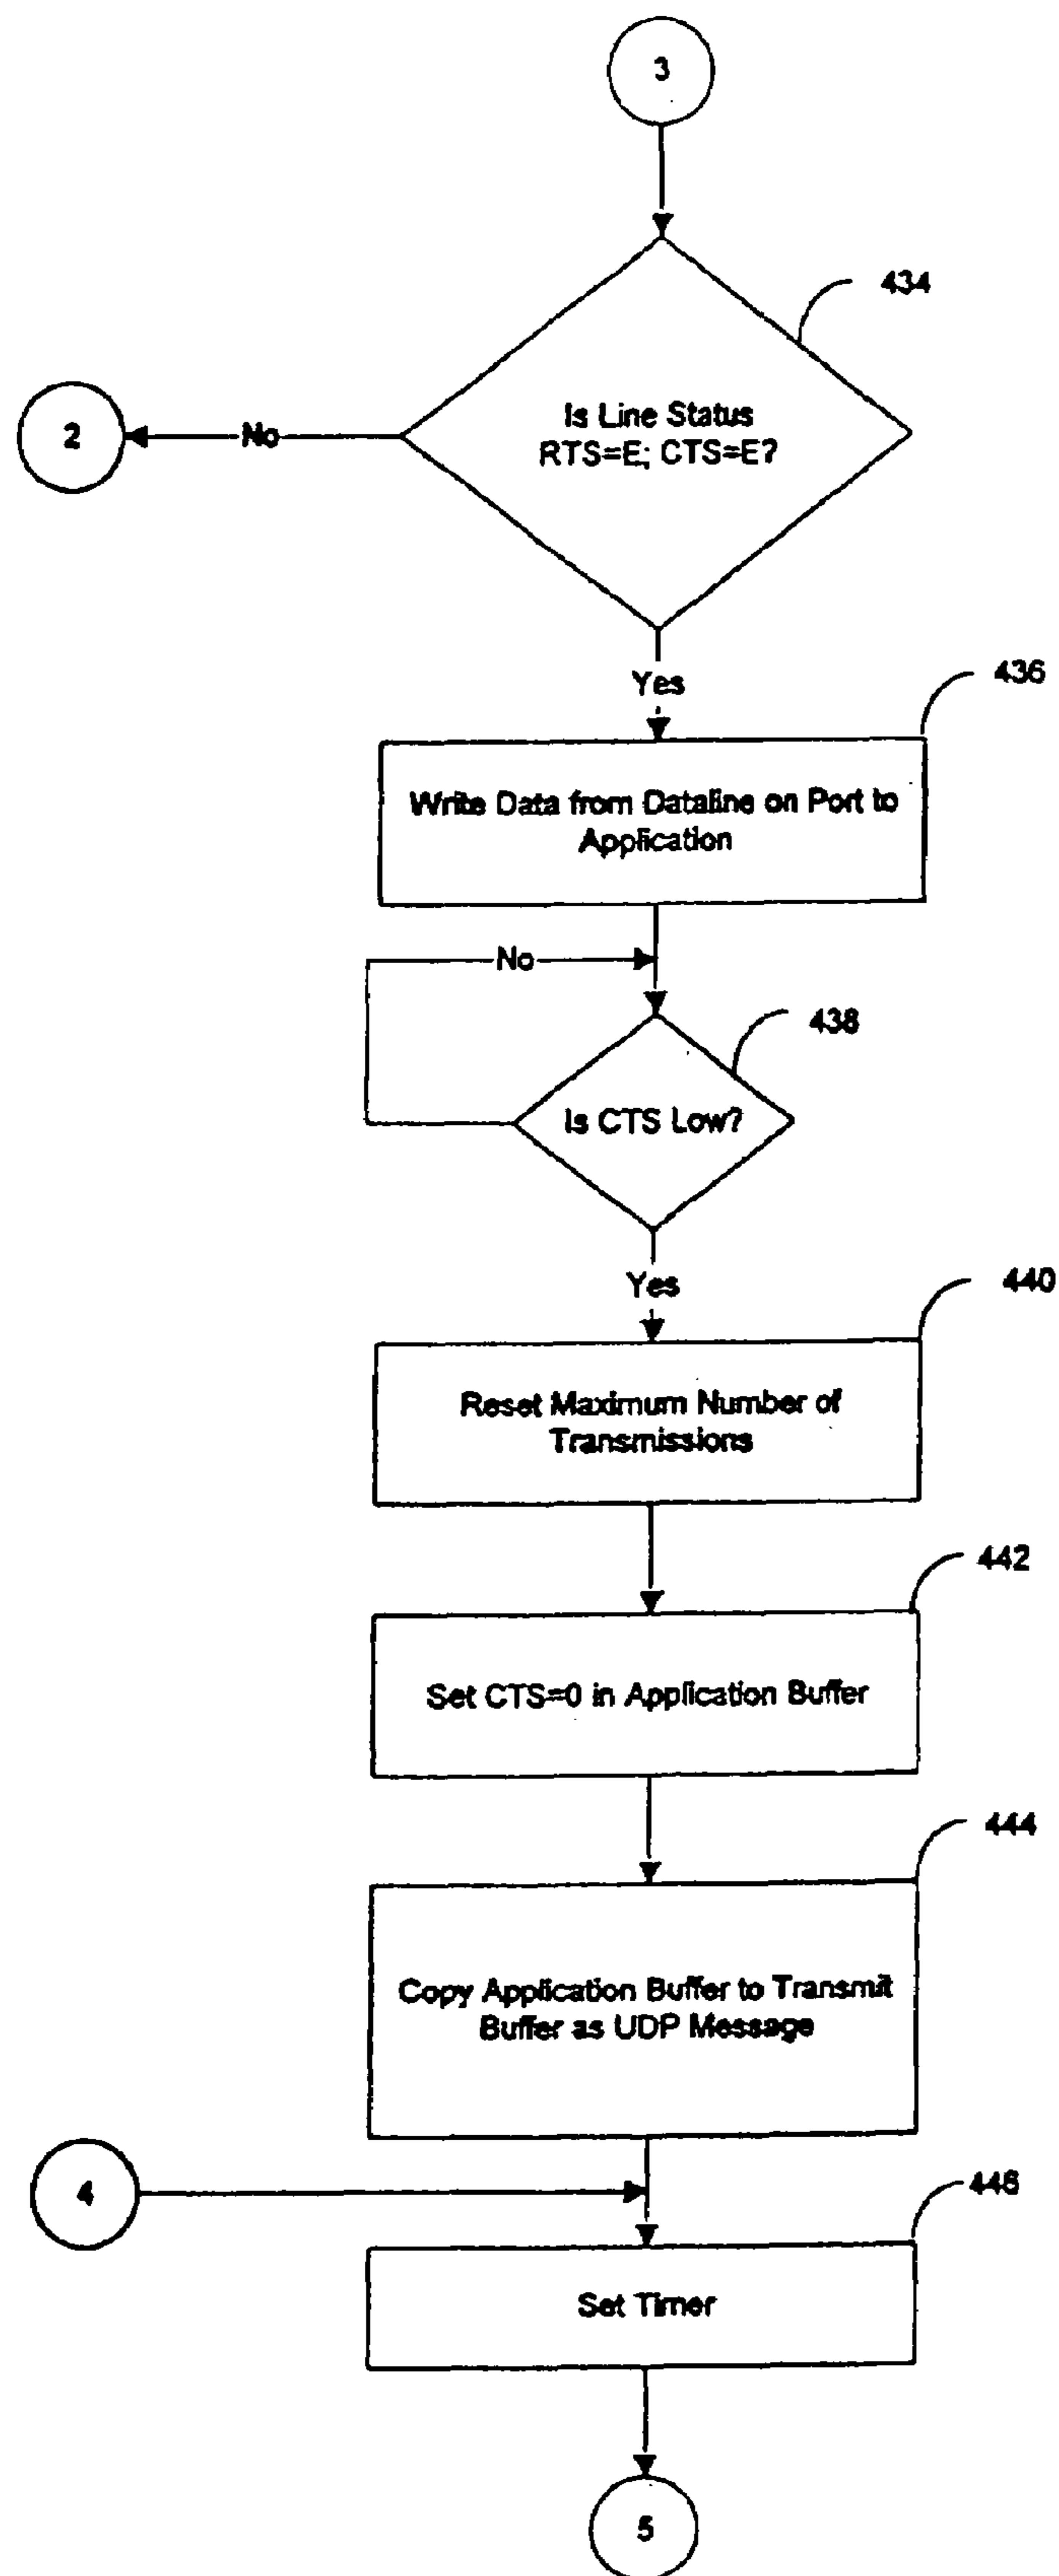 3
434
Is Line Status
RTS=E; CTS=E?
2
No
Yes
436
Write Data from Dataline on Port to
Application
No
438
Is CTS Low?
Yes
440
Reset Maximum Number of
Transmissions
442
Set CTS=0 in Application Buffer
444
Copy Application Buffer to Transmit
Buffer as UDP Message
4
446
Set Timer
5